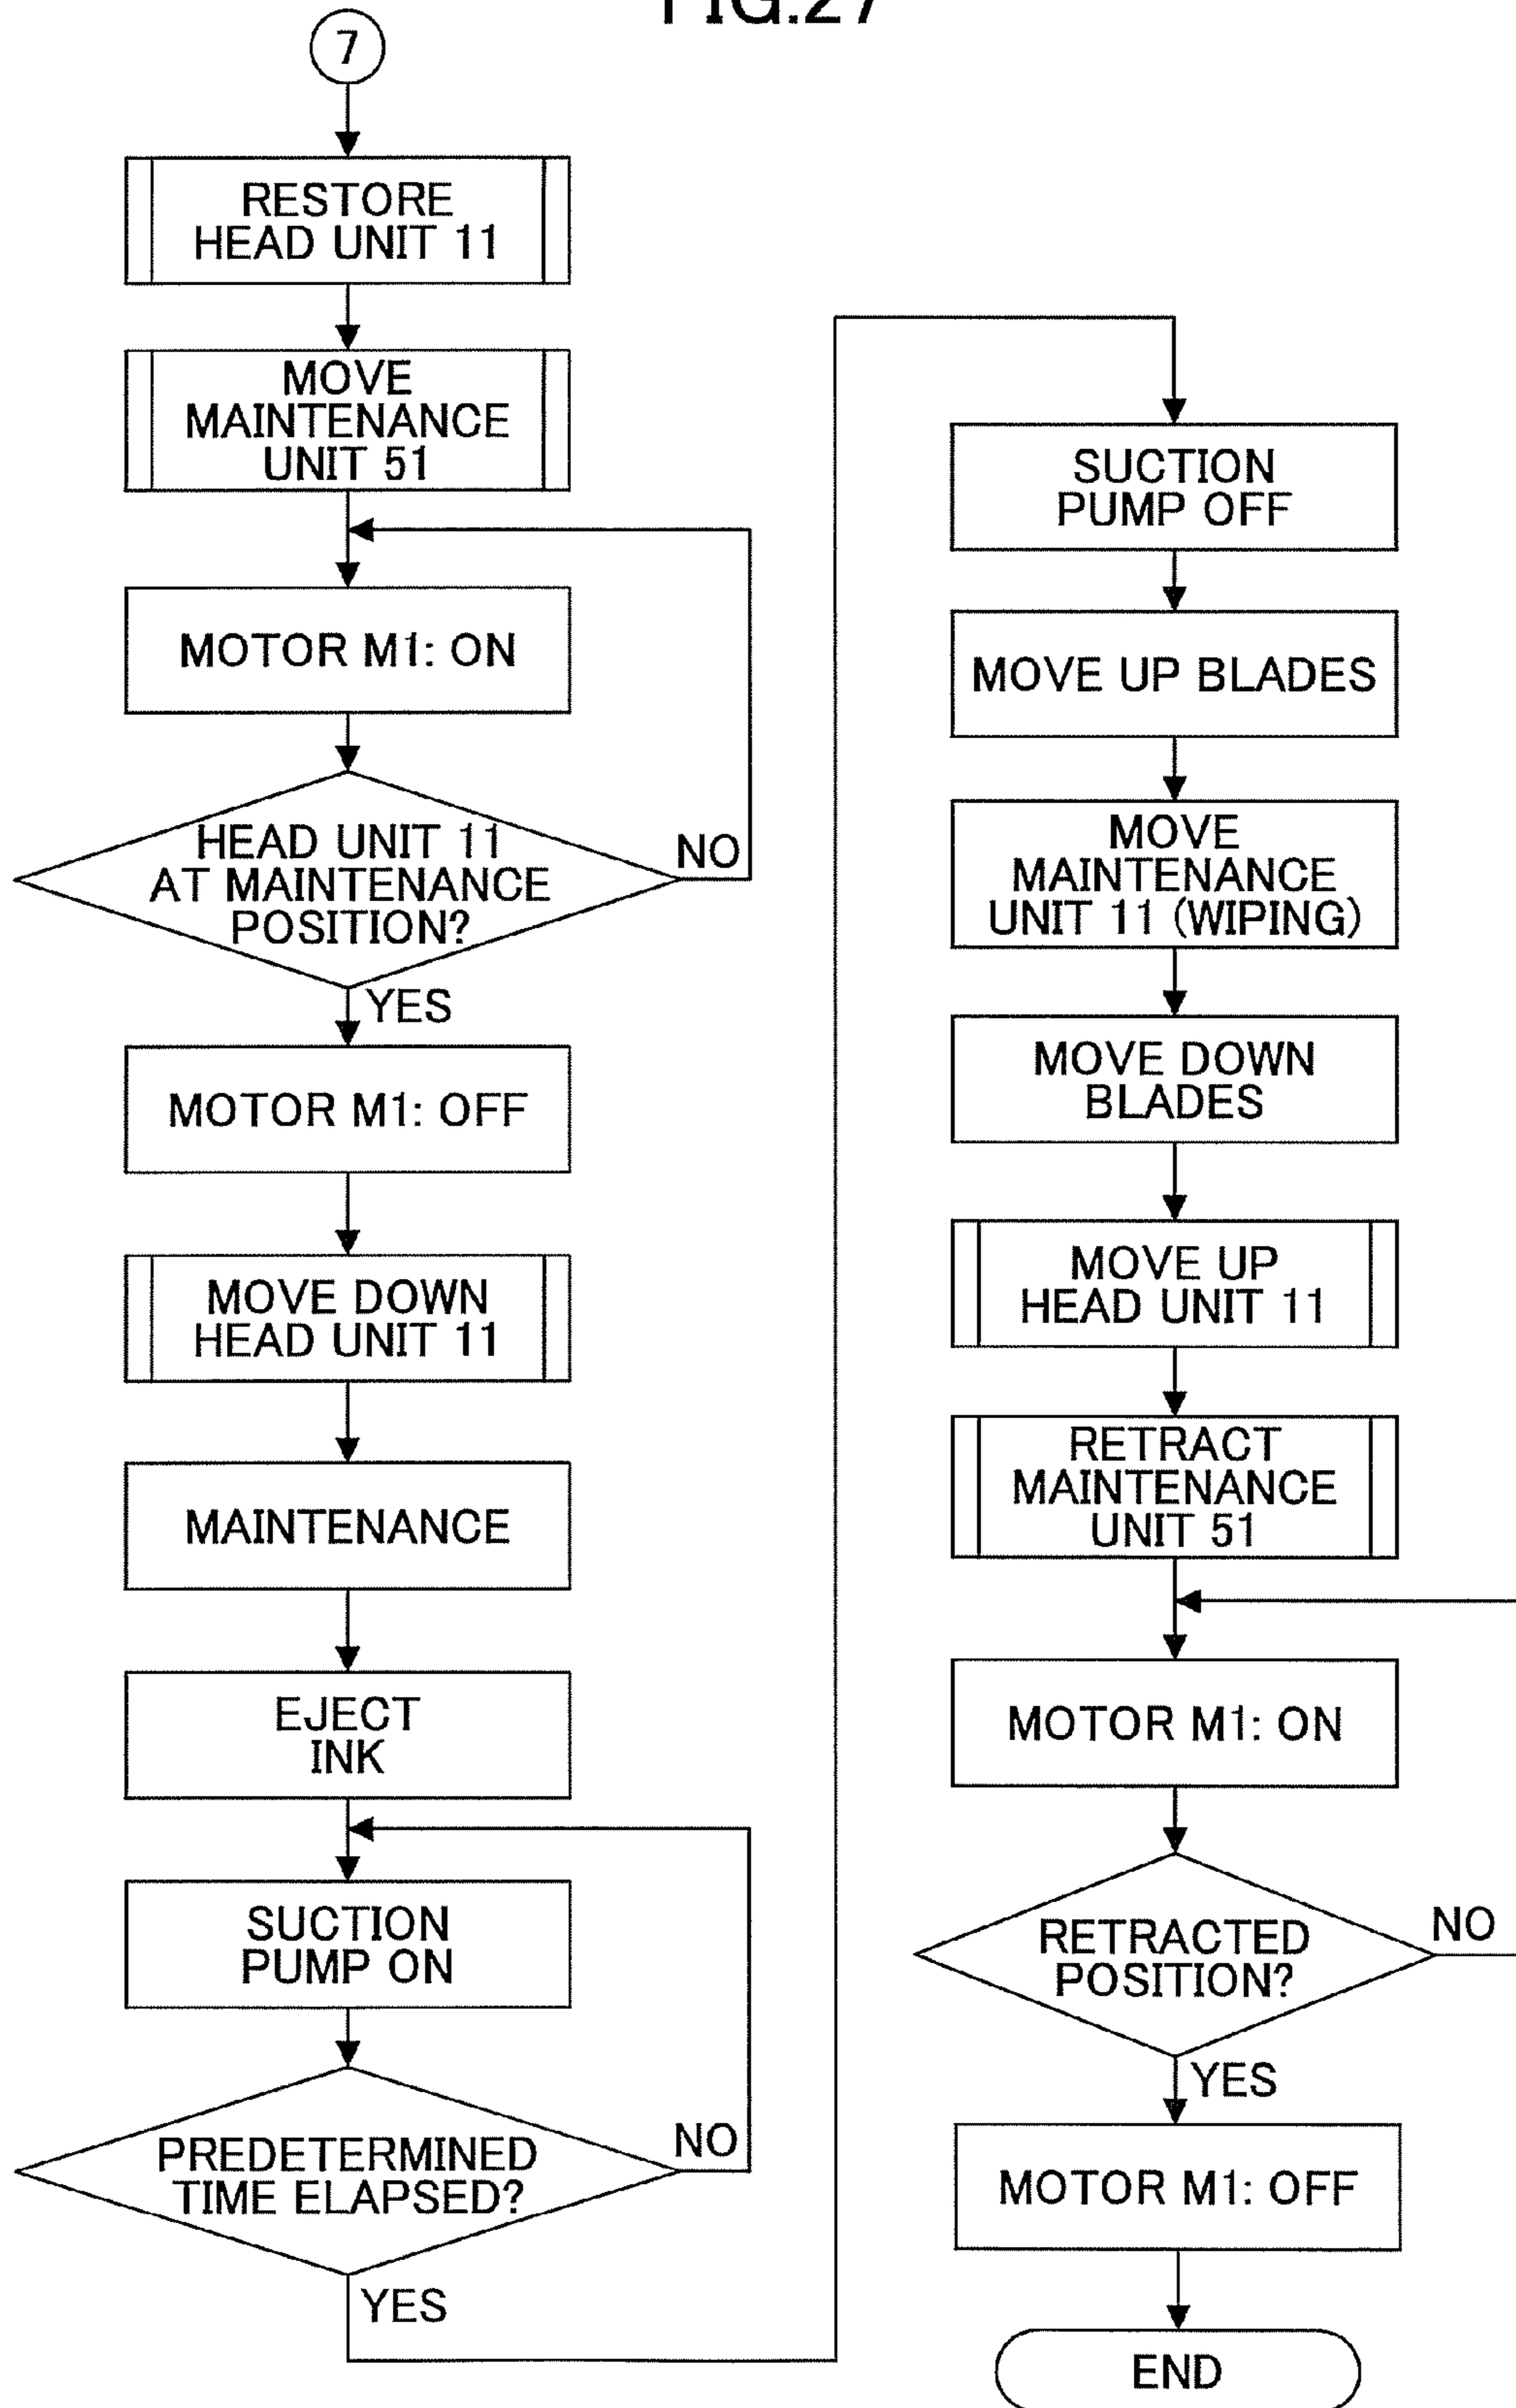 FIG.27
7
RESTORE
HEAD UNIT 11
MOVE
MAINTENANCE
UNIT 51
MOTOR M1: ON
HEAD UNIT 11
AT MAINTENANCE
POSITION?
NO
YES
MOTOR M1: OFF
MOVE DOWN
HEAD UNIT 11
MAINTENANCE
EJECT
INK
SUCTION
PUMP ON
PREDETERMINED
TIME ELAPSED?
NO
YES
SUCTION
PUMP OFF
MOVE UP BLADES
MOVE
MAINTENANCE
UNIT 11 (WIPING)
MOVE DOWN
BLADES
MOVE UP
HEAD UNIT 11
RETRACT
MAINTENANCE
UNIT 51
MOTOR M1: ON
RETRACTED
POSITION?
NO
YES
MOTOR M1: OFF
END